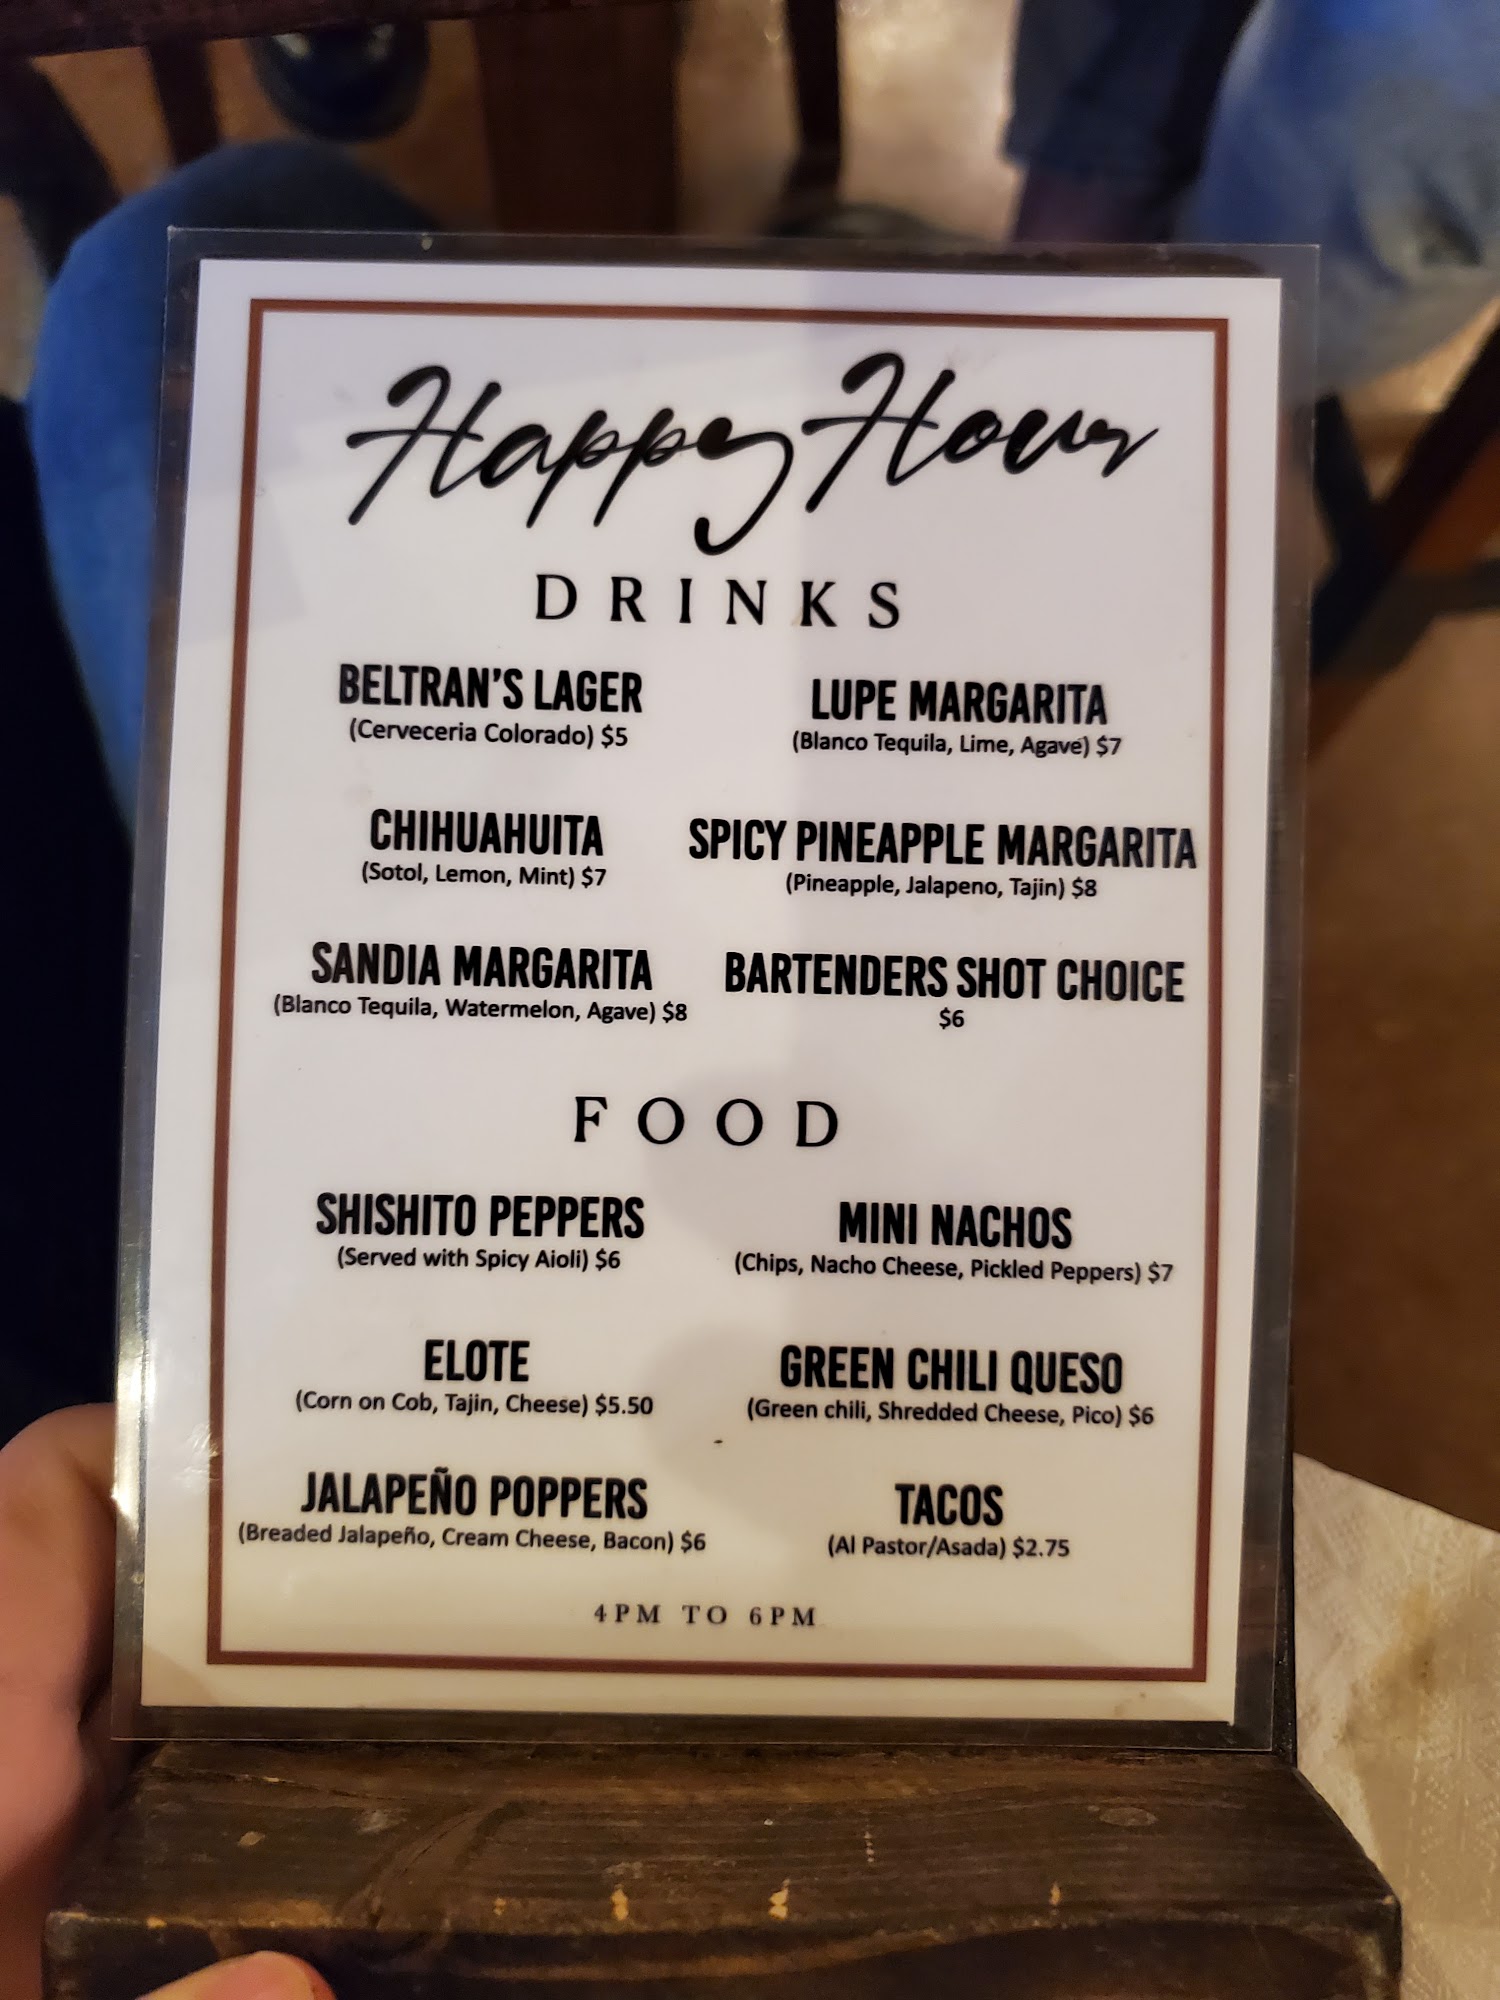 Happy Hour
DRINKS
BELTRAN'S LAGER
(Cerveceria Colorado) $5
LUPE MARGARITA
(Blanco Tequila, Lime, Agave) $7
CHIHUAHUITA
(Sotol, Lemon, Mint) $7
SPICY PINEAPPLE MARGARITA
(Pineapple, Jalapeno, Tajin) $8
SANDIA MARGARITA
(Blanco Tequila, Watermelon, Agave) $8
BARTENDERS SHOT CHOICE
$6
FOOD
SHISHITO PEPPERS
(Served with Spicy Aioli) $6
MINI NACHOS
(Chips, Nacho Cheese, Pickled Peppers) $7
ELOTE
(Corn on Cob, Tajin, Cheese) $5.50
GREEN CHILI QUESO
(Green chili, Shredded Cheese, Pico) $6
JALAPEÑO POPPERS
(Breaded Jalapeño, Cream Cheese, Bacon) $6
TACOS
(Al Pastor/Asada) $2.75
4PM TO 6PM